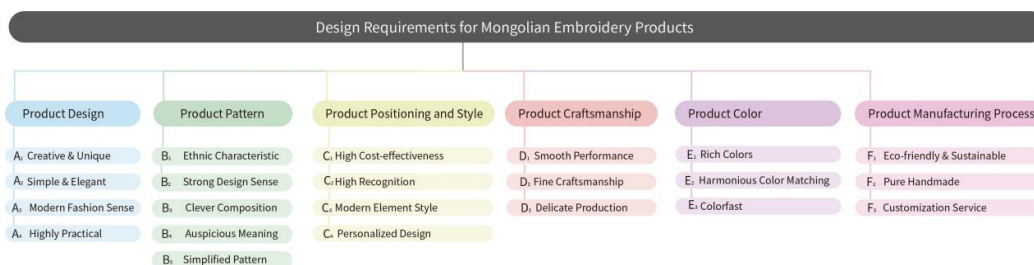 Design Requirements for Mongolian Embroidery Products
Product Design
A₁ Creative & Unique
A₂ Simple & Elegant
A₃ Modern Fashion Sense
A₄ Highly Practical
Product Pattern
B₁ Ethnic Characteristic
B₂ Strong Design Sense
B₃ Clever Composition
B₄ Auspicious Meaning
B₅ Simplified Pattern
Product Positioning and Style
C₁ High Cost-effectiveness
C₂ High Recognition
C₃ Modern Element Style
C₄ Personalized Design
Product Craftsmanship
D₁ Smooth Performance
D₂ Fine Craftsmanship
D₃ Delicate Production
Product Color
E₁ Rich Colors
E₂ Harmonious Color Matching
E₃ Colorfast
Product Manufacturing Process
F₁ Eco-friendly & Sustainable
F₂ Pure Handmade
F₃ Customization Service